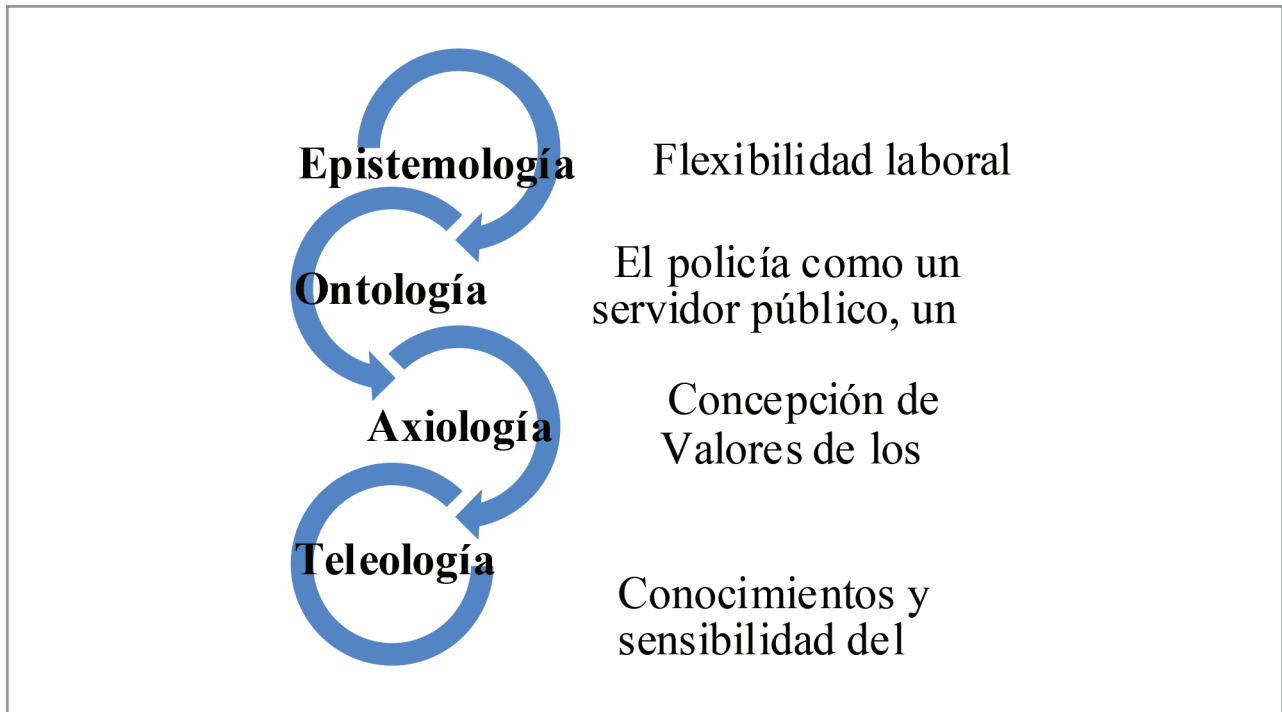 Epistemología
Flexibilidad laboral
Ontología
El policía como un
servidor público, un
Axiología
Concepción de
Valores de los
Teleología
Conocimientos y
sensibilidad del